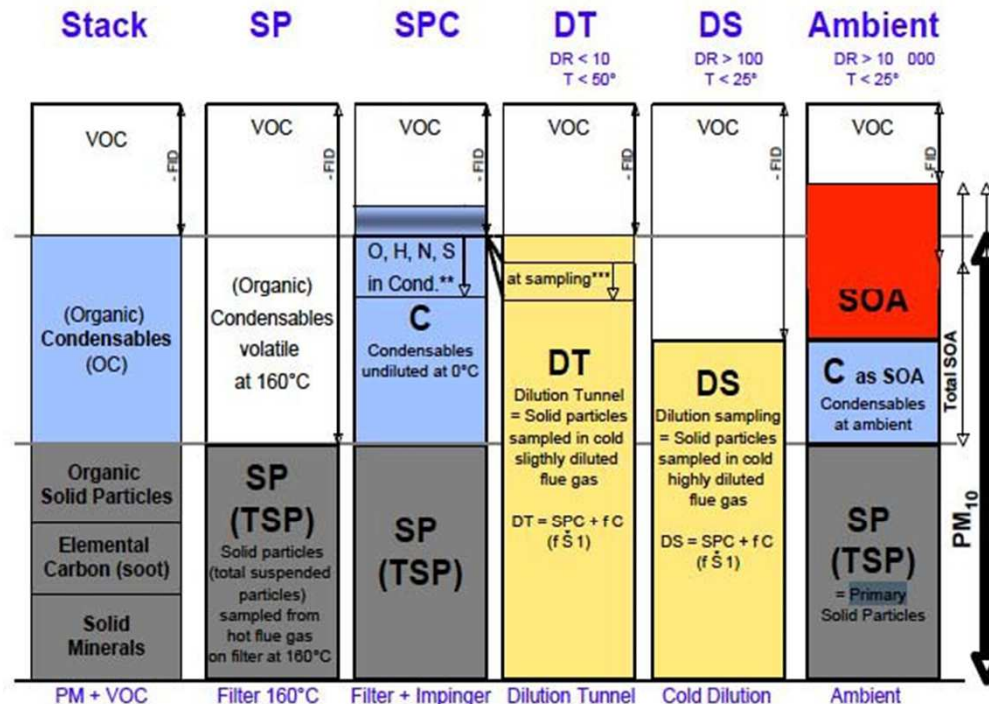 Stack
SP
SPC
DT
DS
Ambient
DR < 10
T < 50°
DR > 100
T < 25°
DR > 10 000
T < 25°
VOC
- FID
VOC
- FID
VOC
- FID
VOC
- FID
VOC
- FID
VOC
- FID
(Organic)
Condensables
(OC)
Organic
Solid Particles
Elemental
Carbon (soot)
Solid
Minerals
PM + VOC
(Organic)
Condensables
volatile
at 160°C
SP
(TSP)
Solid particles
(total suspended
particles)
sampled from
hot flue gas
on filter at 160°C
Filter 160°C
O, H, N, S
in Cond.**
C
Condensables
undiluted at 0°C
SP
(TSP)
Filter + Impinger
at sampling***
DT
Dilution Tunnel
= Solid particles
sampled in cold
sligthly diluted
flue gas
DT = SPC + f C
(f Š 1)
Dilution Tunnel
DS
Dilution sampling
= Solid particles
sampled in cold
highly diluted
flue gas
DS = SPC + f C
(f Š 1)
Cold Dilution
SOA
C as SOA
Condensables
at ambient
SP
(TSP)
= Primary
Solid Particles
Ambient
Total SOA
PM10